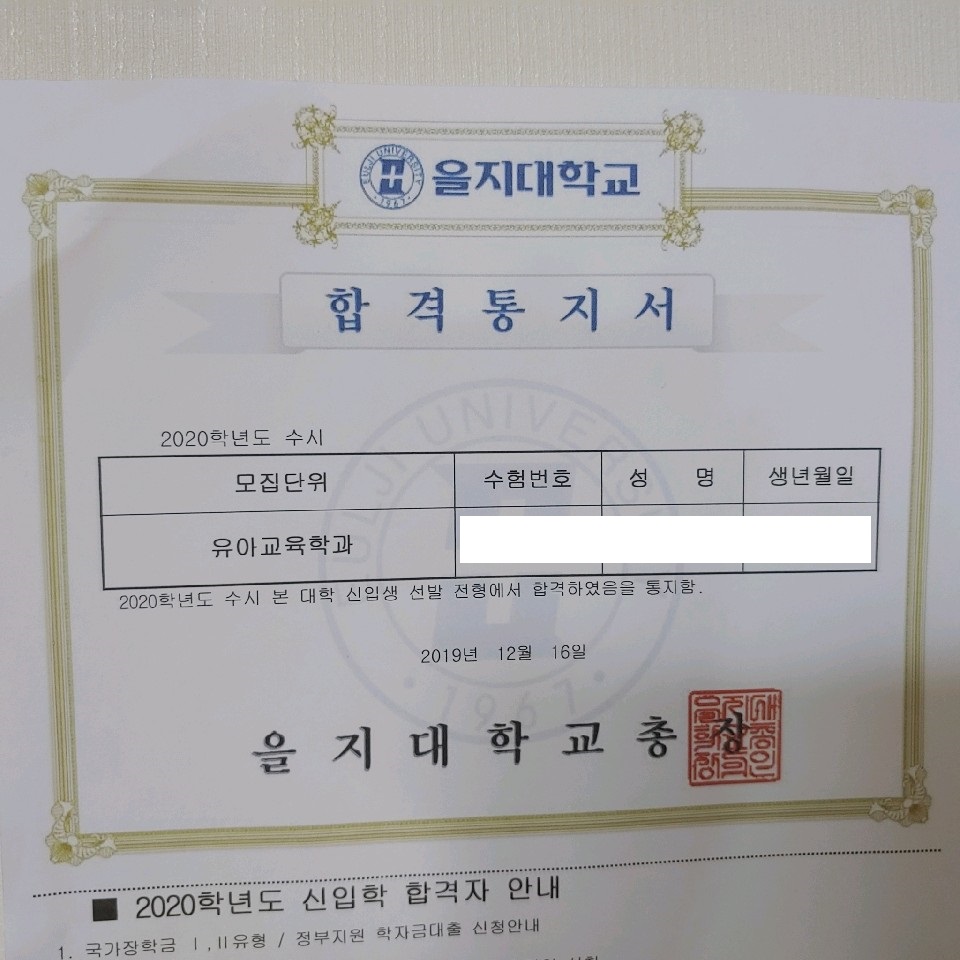 EULJI UNIVERSITY
1967
을지대학교
합격통지서
2020학년도 수시
모집단위 수험번호 성 명 생년월일
유아교육학과
2020학년도 수시 본 대학 신입생 선발 전형에서 합격하였음을 통지함.
2019년 12월 16일
을지대학교총장
EULJI UNIVERSITY
1967
■ 2020학년도 신입학 합격자 안내
1. 국가장학금 Ⅰ,Ⅱ유형 / 정부지원 학자금대출 신청안내